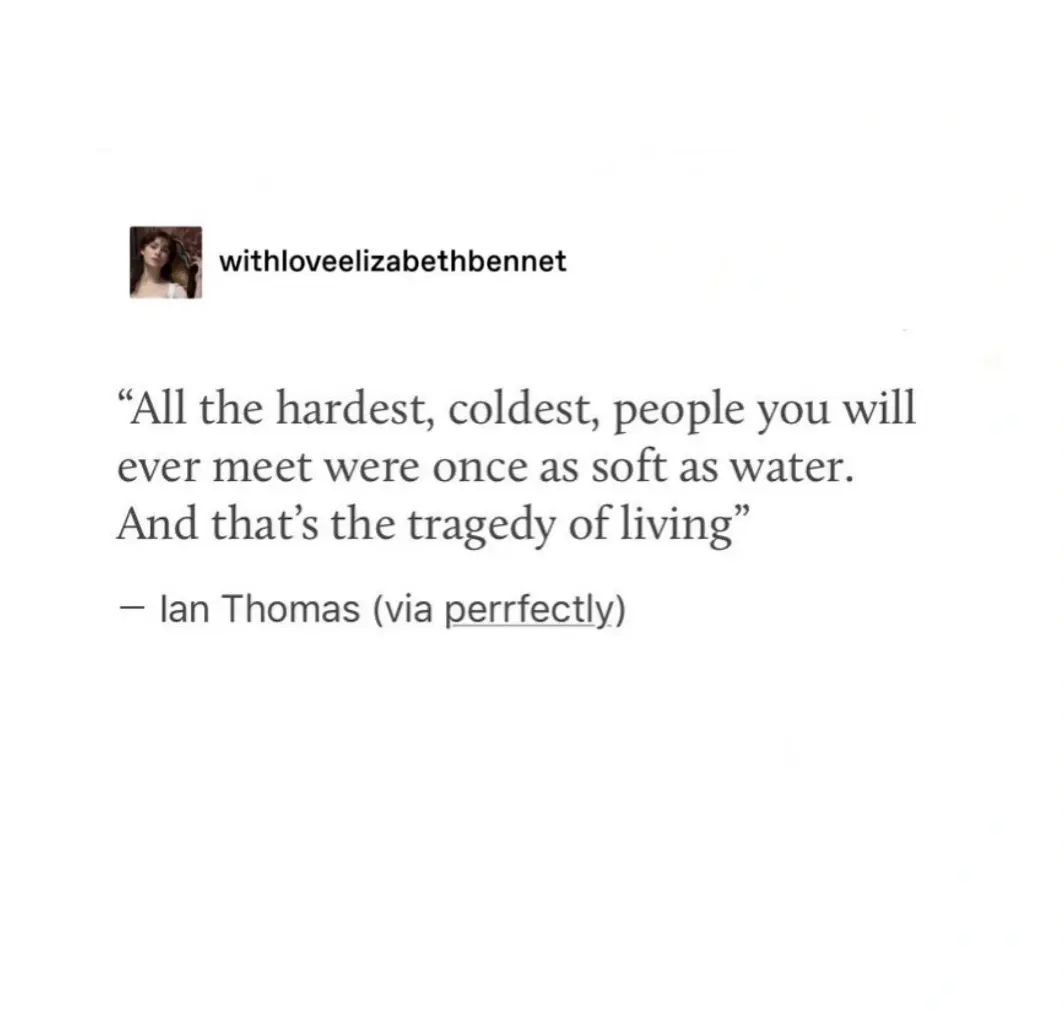 withloveelizabethbennet
“All the hardest, coldest, people you will
ever meet were once as soft as water.
And that’s the tragedy of living”
— Ian Thomas (via perrfectly)